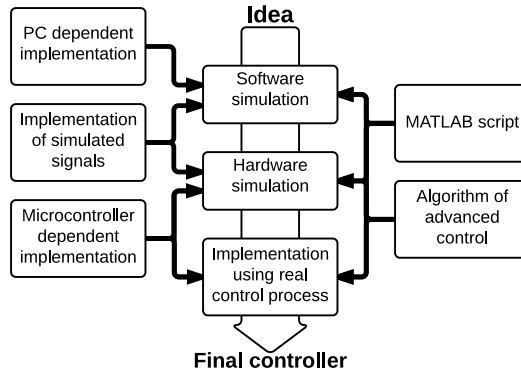 Idea
PC dependent
implementation
Implementation
of simulated
signals
Microcontroller
dependent
implementation
Software
simulation
Hardware
simulation
Implementation
using real
control process
MATLAB script
Algorithm of
advanced
control
Final controller